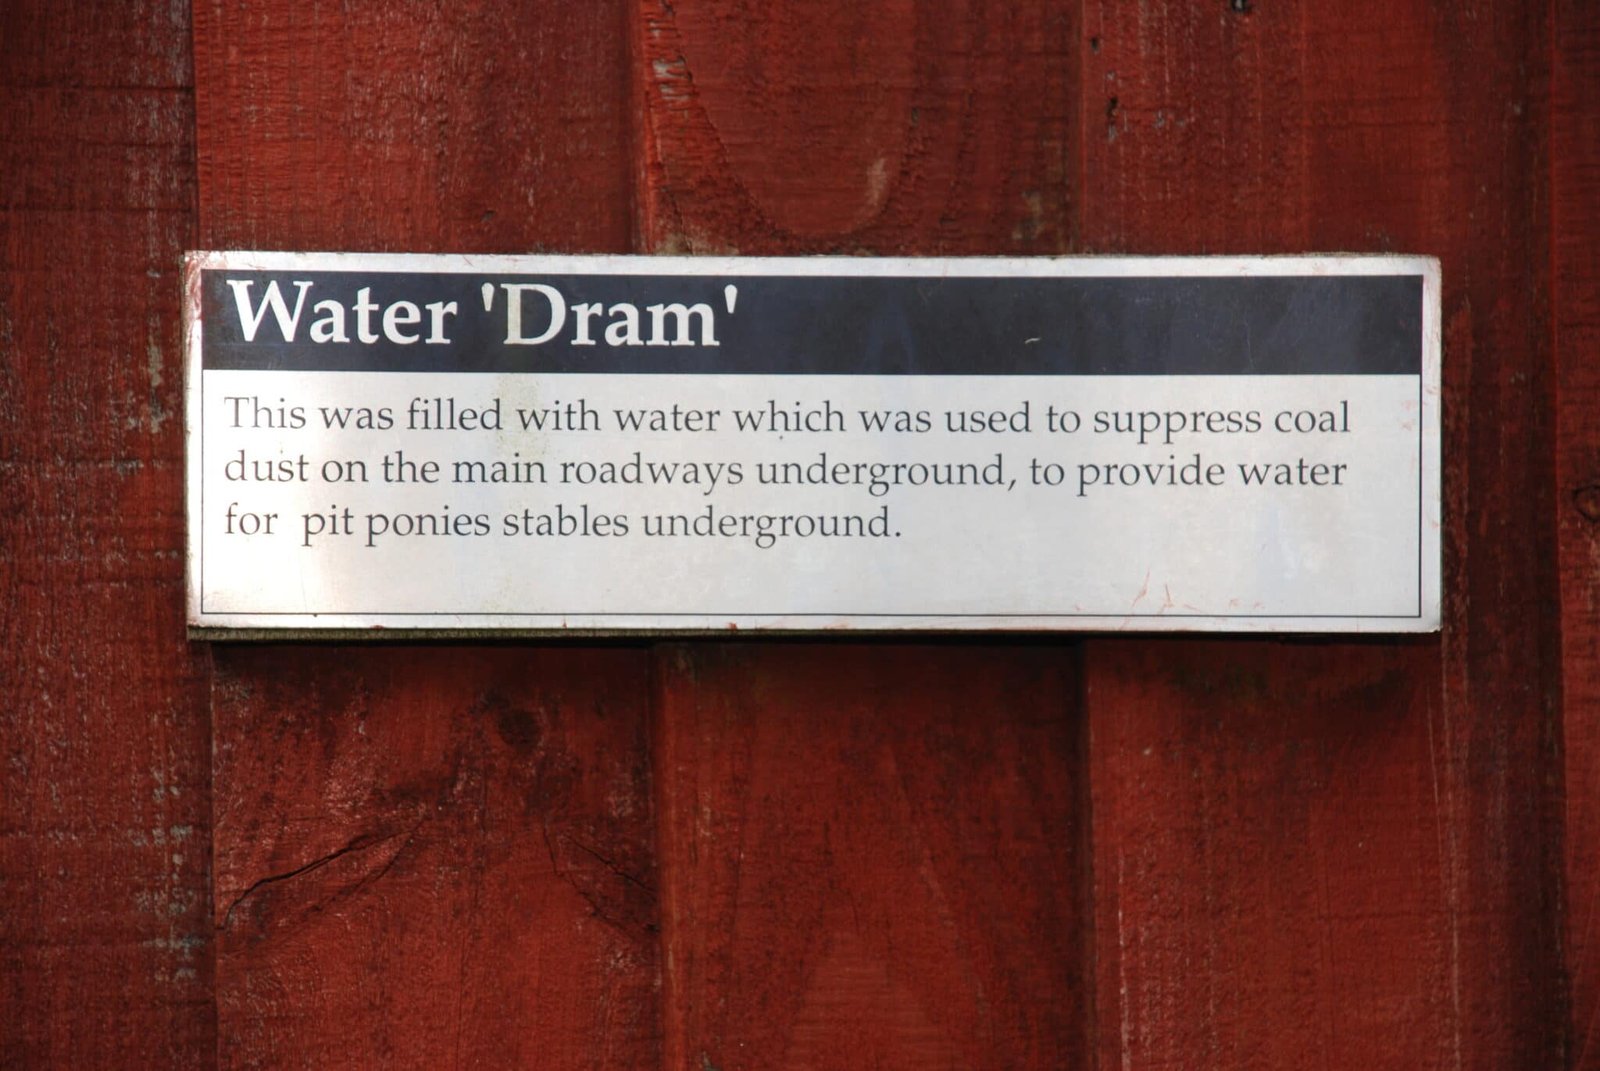 Water 'Dram'
This was filled with water which was used to suppress coal
dust on the main roadways underground, to provide water
for  pit ponies stables underground.